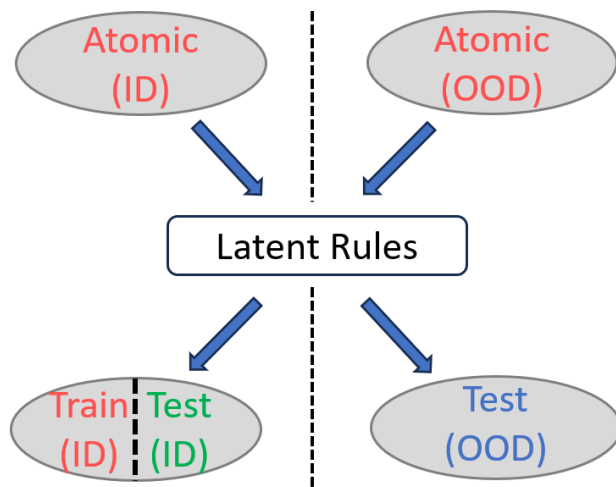 Atomic
(ID)
Atomic
(OOD)
Latent Rules
Train
(ID)
Test
(ID)
Test
(OOD)